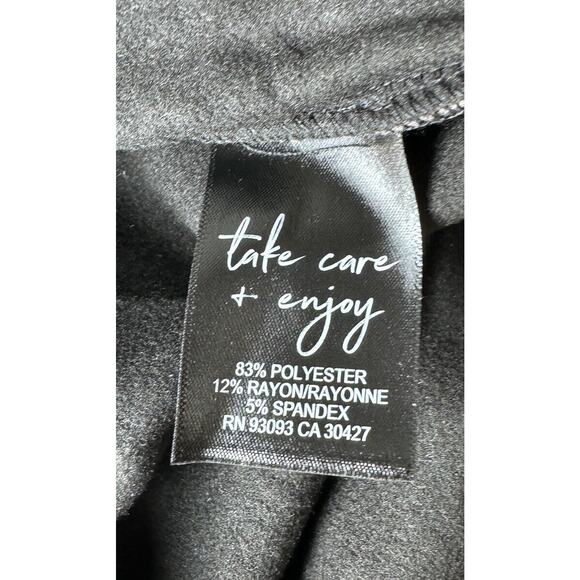 take care
+ enjoy
83% POLYESTER
12% RAYON/RAYONNE
5% SPANDEX
RN 93093 CA 30427